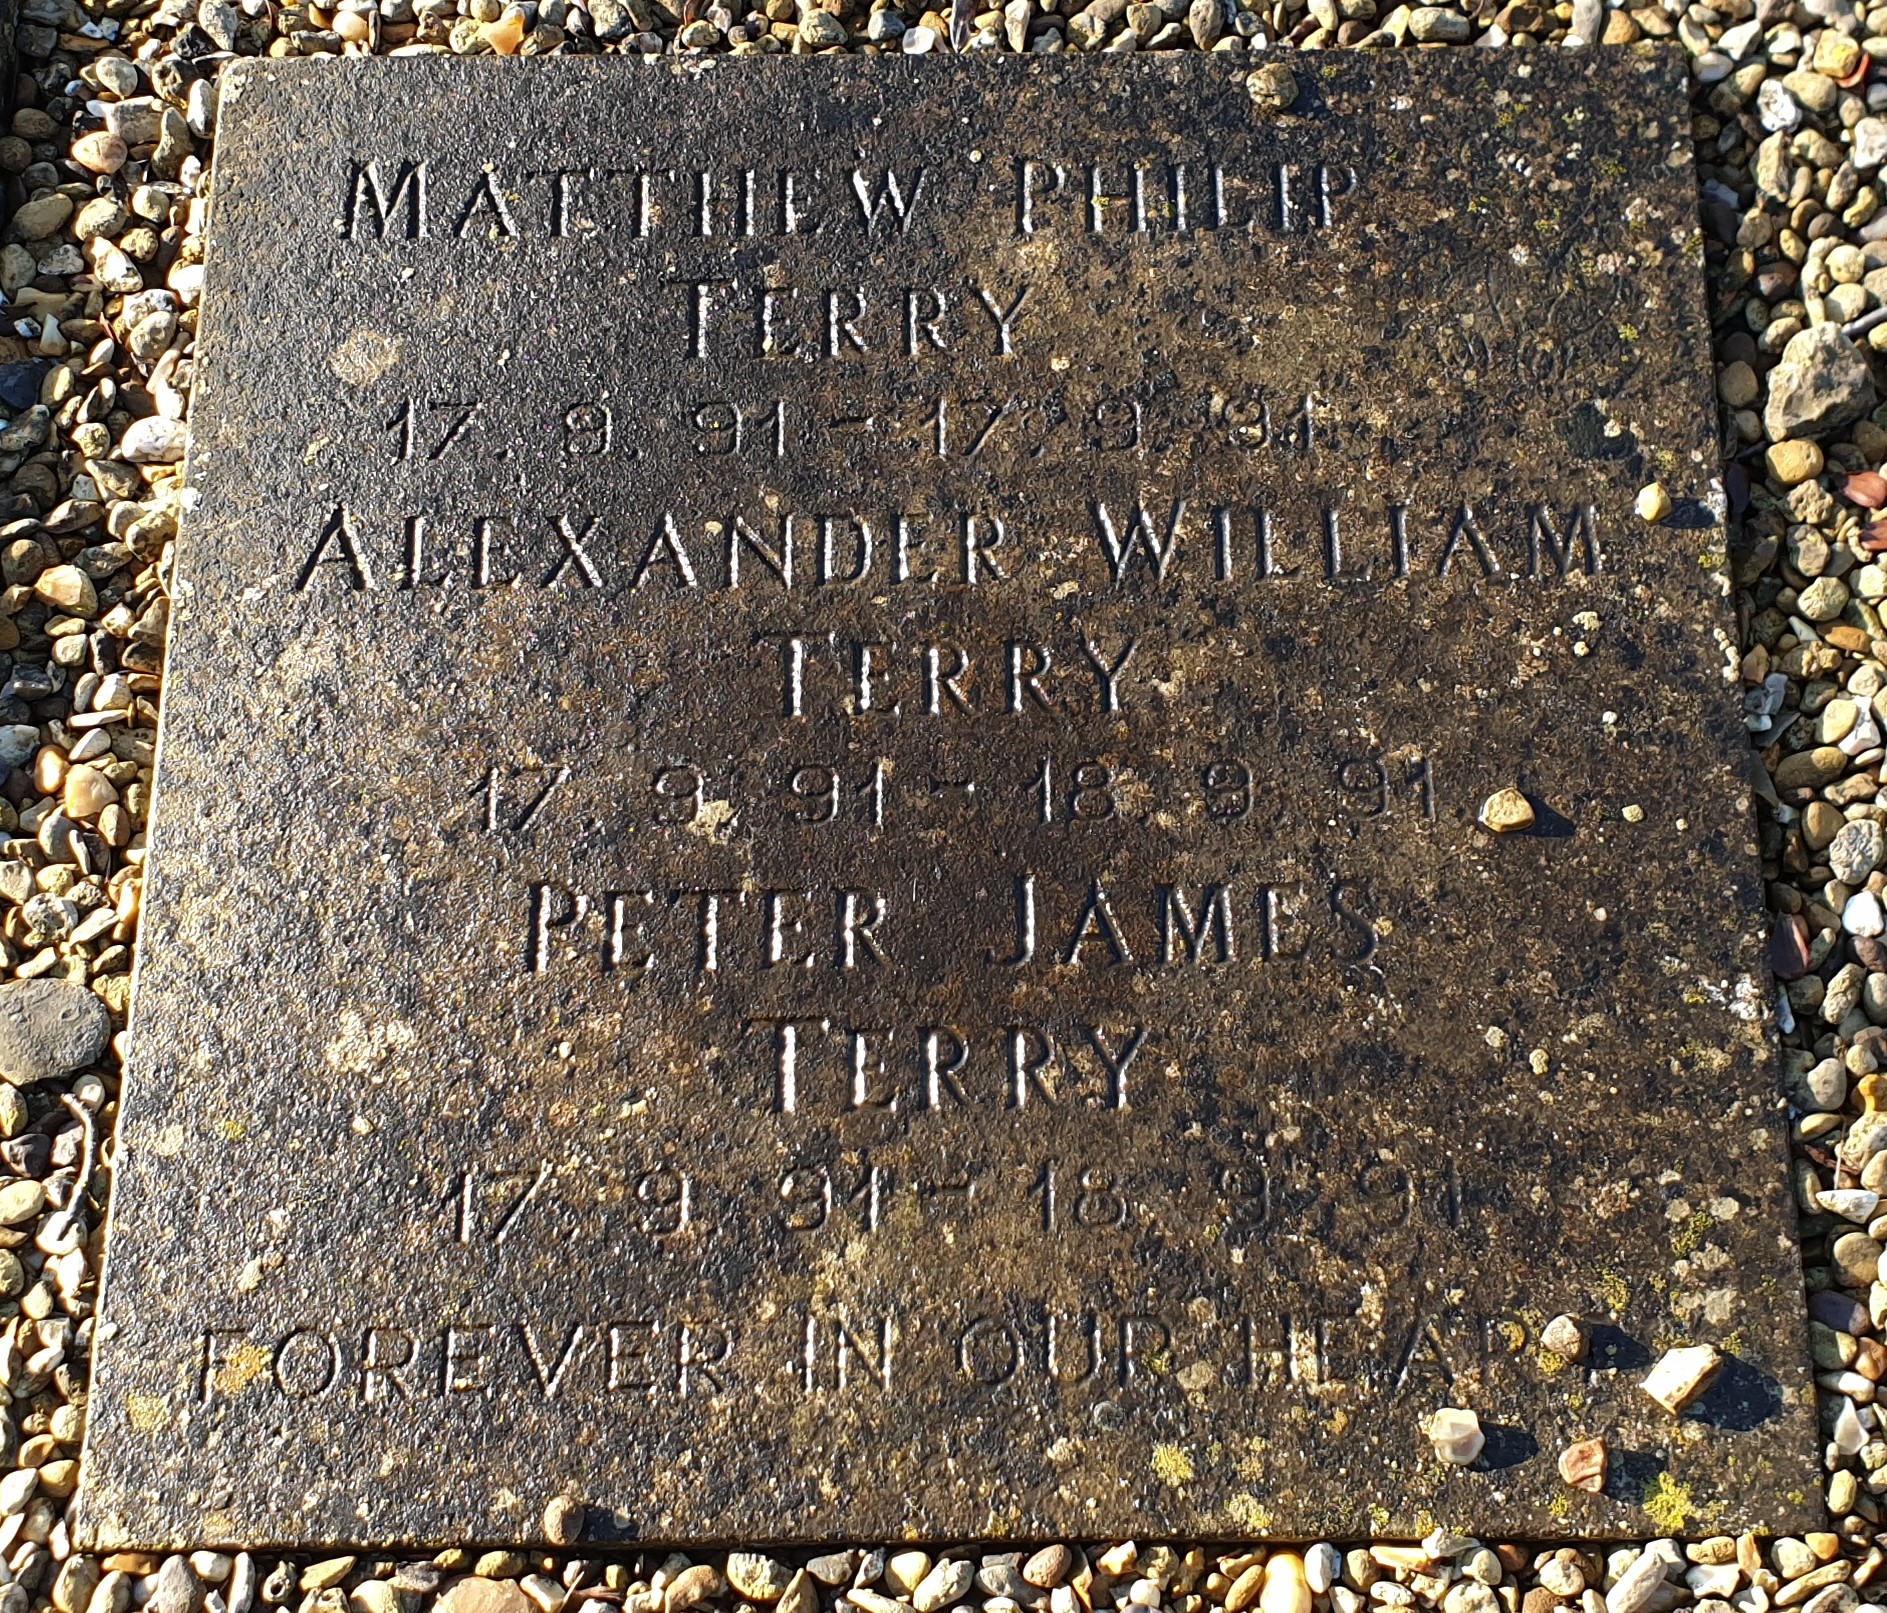 MATTHEW PHILIP
TERRY
17. 9. 91 - 17. 9. 91
ALEXANDER WILLIAM
TERRY
17. 9. 91 - 18. 9. 91
PETER JAMES
TERRY
17. 9. 91 - 18. 9. 91
FOREVER IN OUR